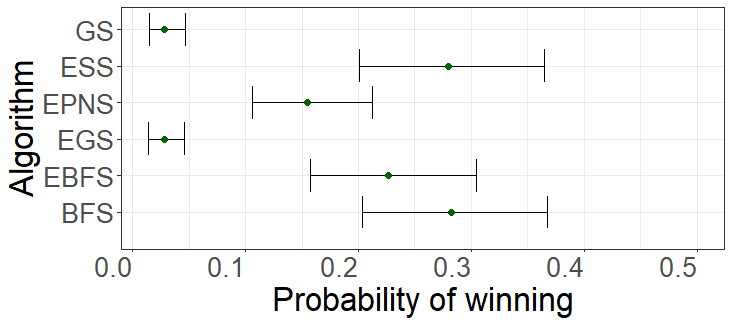 GS
ESS
EPNS
EGS
EBFS
BFS
Algorithm
0.0 0.1 0.2 0.3 0.4 0.5
Probability of winning